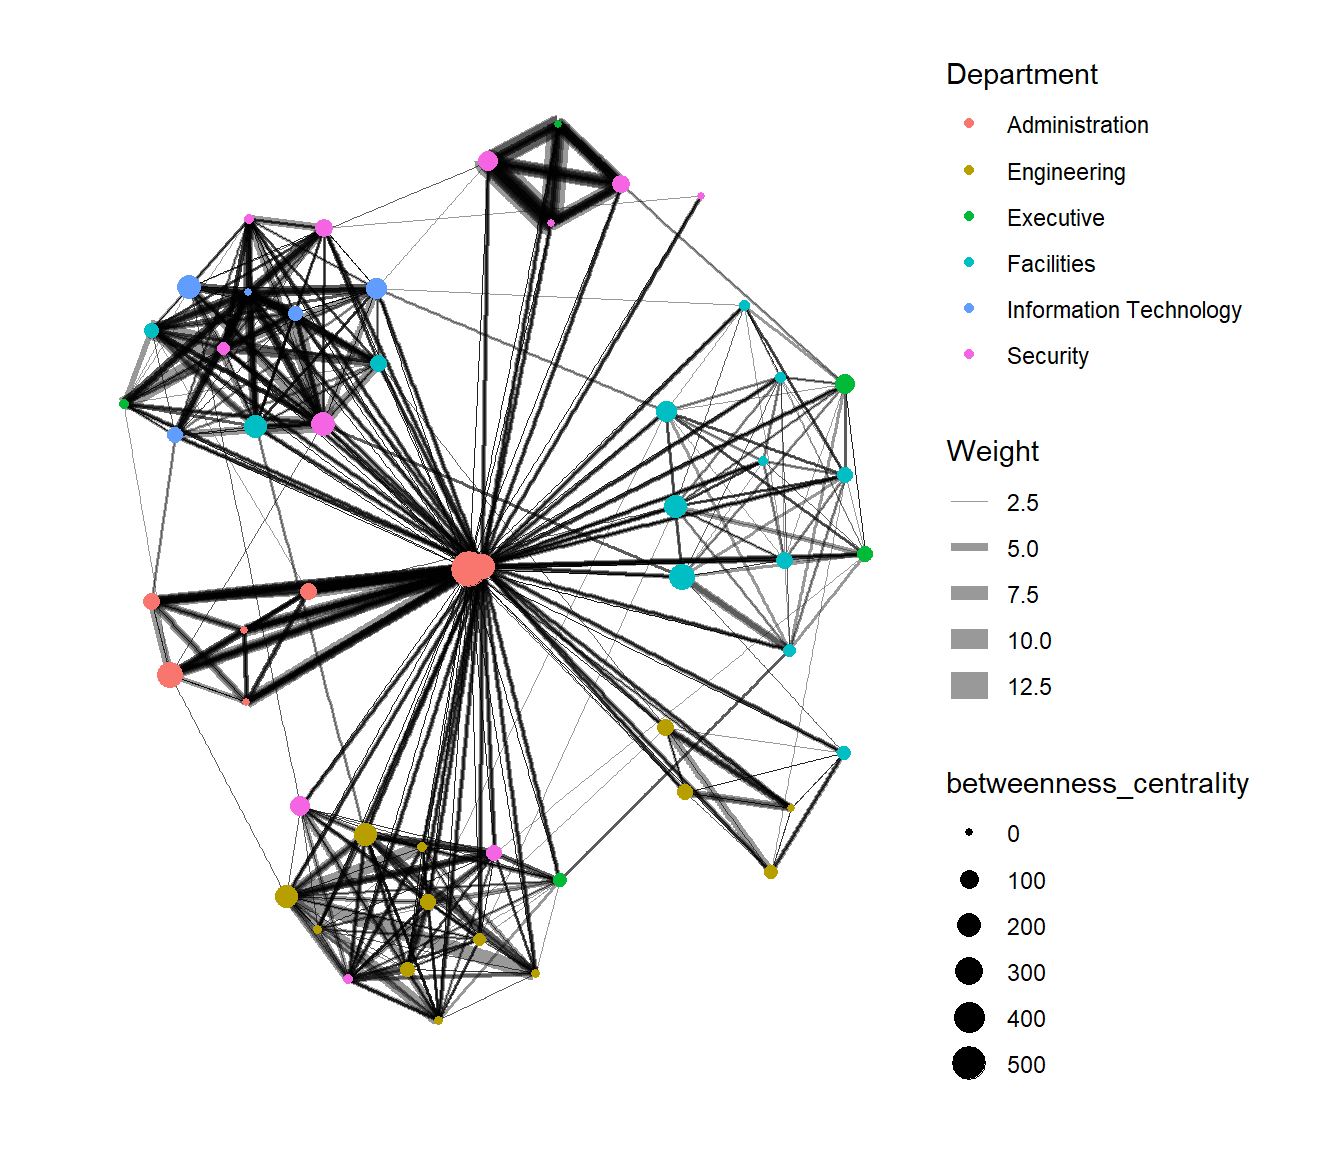 Department
Administration
Engineering
Executive
Facilities
Information Technology
Security
Weight
2.5
5.0
7.5
10.0
12.5
betweenness_centrality
0
100
200
300
400
500